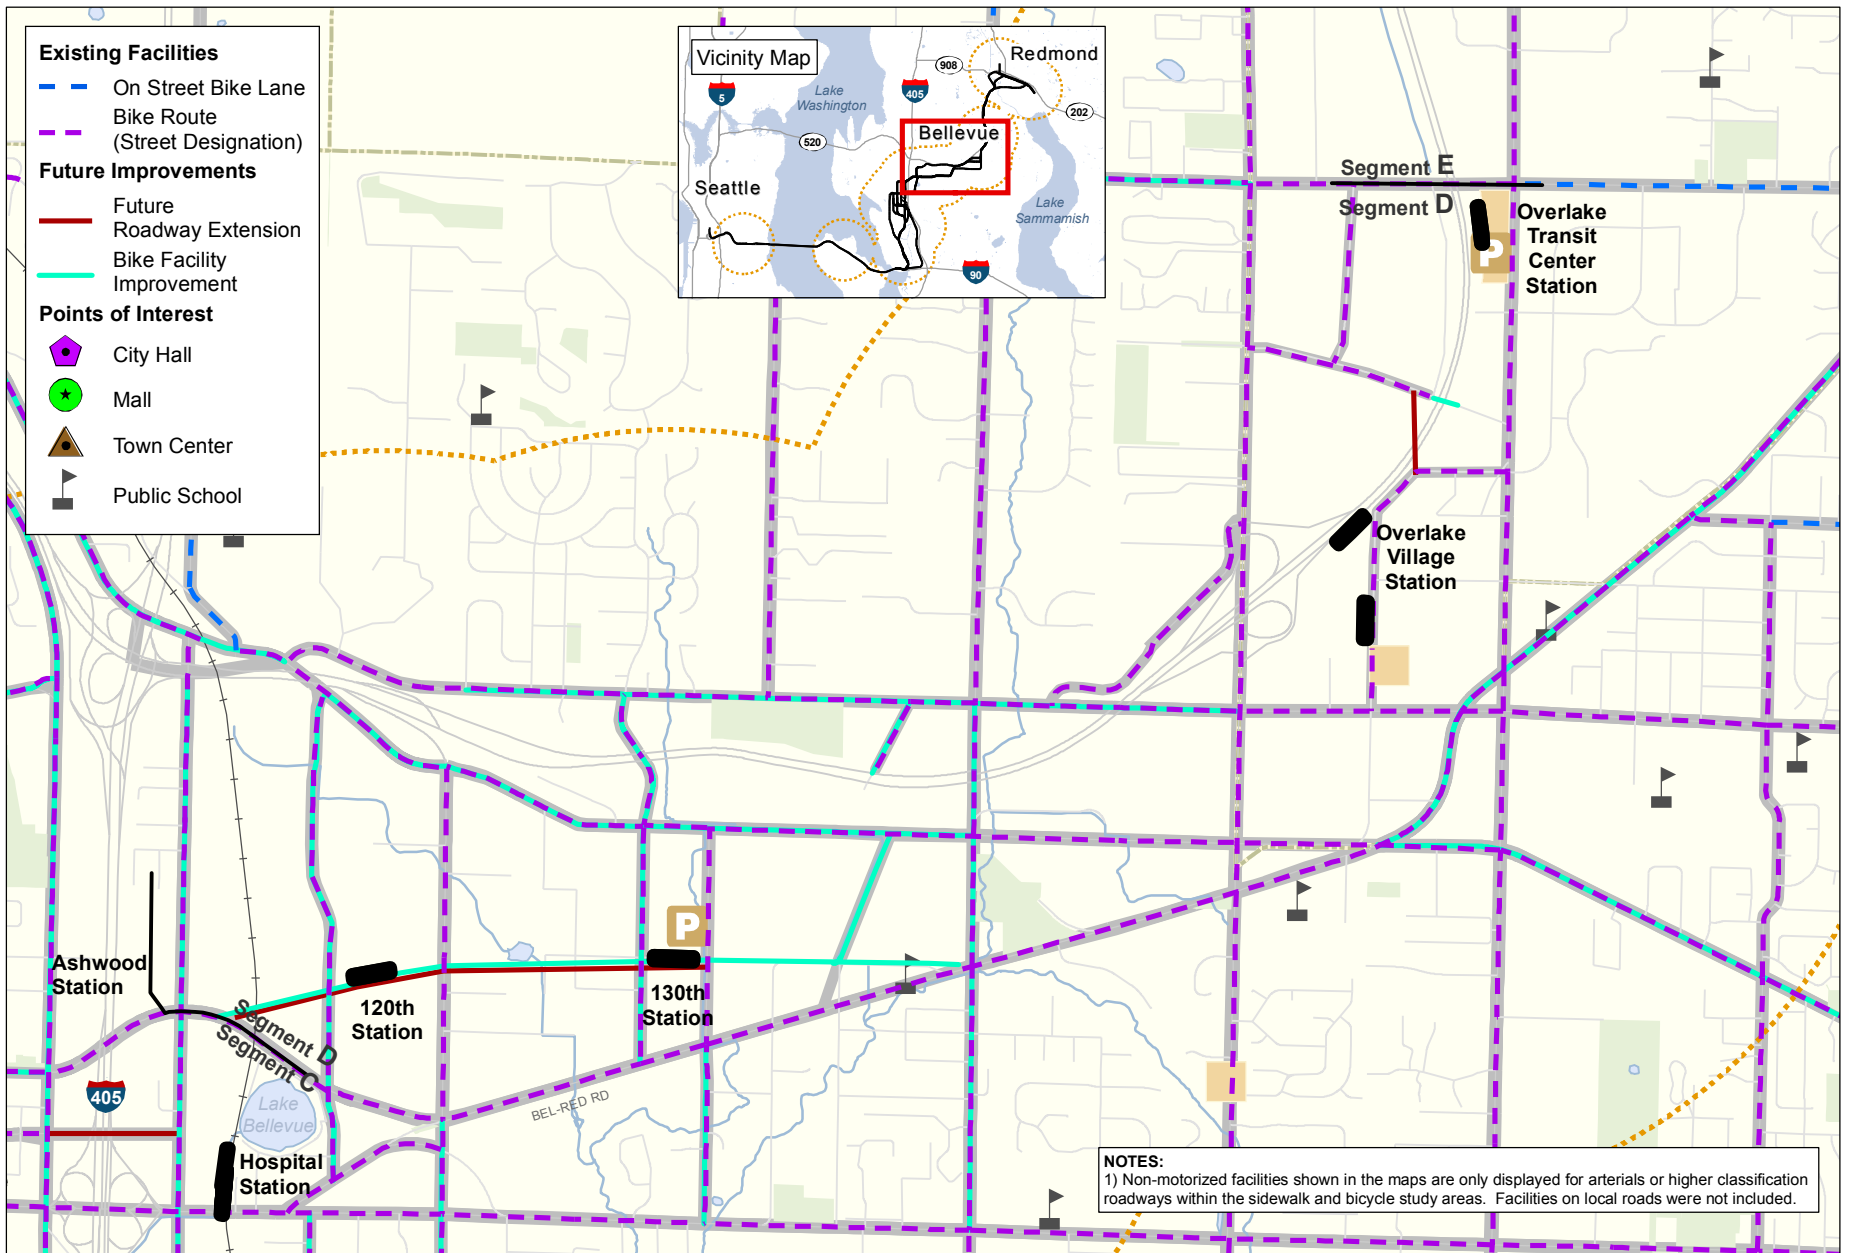 Existing Facilities
On Street Bike Lane
Bike Route
(Street Designation)
Future Improvements
Future
Roadway Extension
Bike Facility
Improvement
Points of Interest
City Hall
Mall
Town Center
Public School
Vicinity Map
Redmond
908
5
Lake
Washington
405
202
520
Bellevue
Seattle
Lake
Sammamish
90
Segment E
Segment D
Overlake
Transit
Center
Station
P
Overlake
Village
Station
P
Ashwood
Station
120th
Station
130th
Station
Segment D
Segment C
405
Lake
Bellevue
BEL-RED RD
Hospital
Station
NOTES:
1) Non-motorized facilities shown in the maps are only displayed for arterials or higher classification
roadways within the sidewalk and bicycle study areas.  Facilities on local roads were not included.